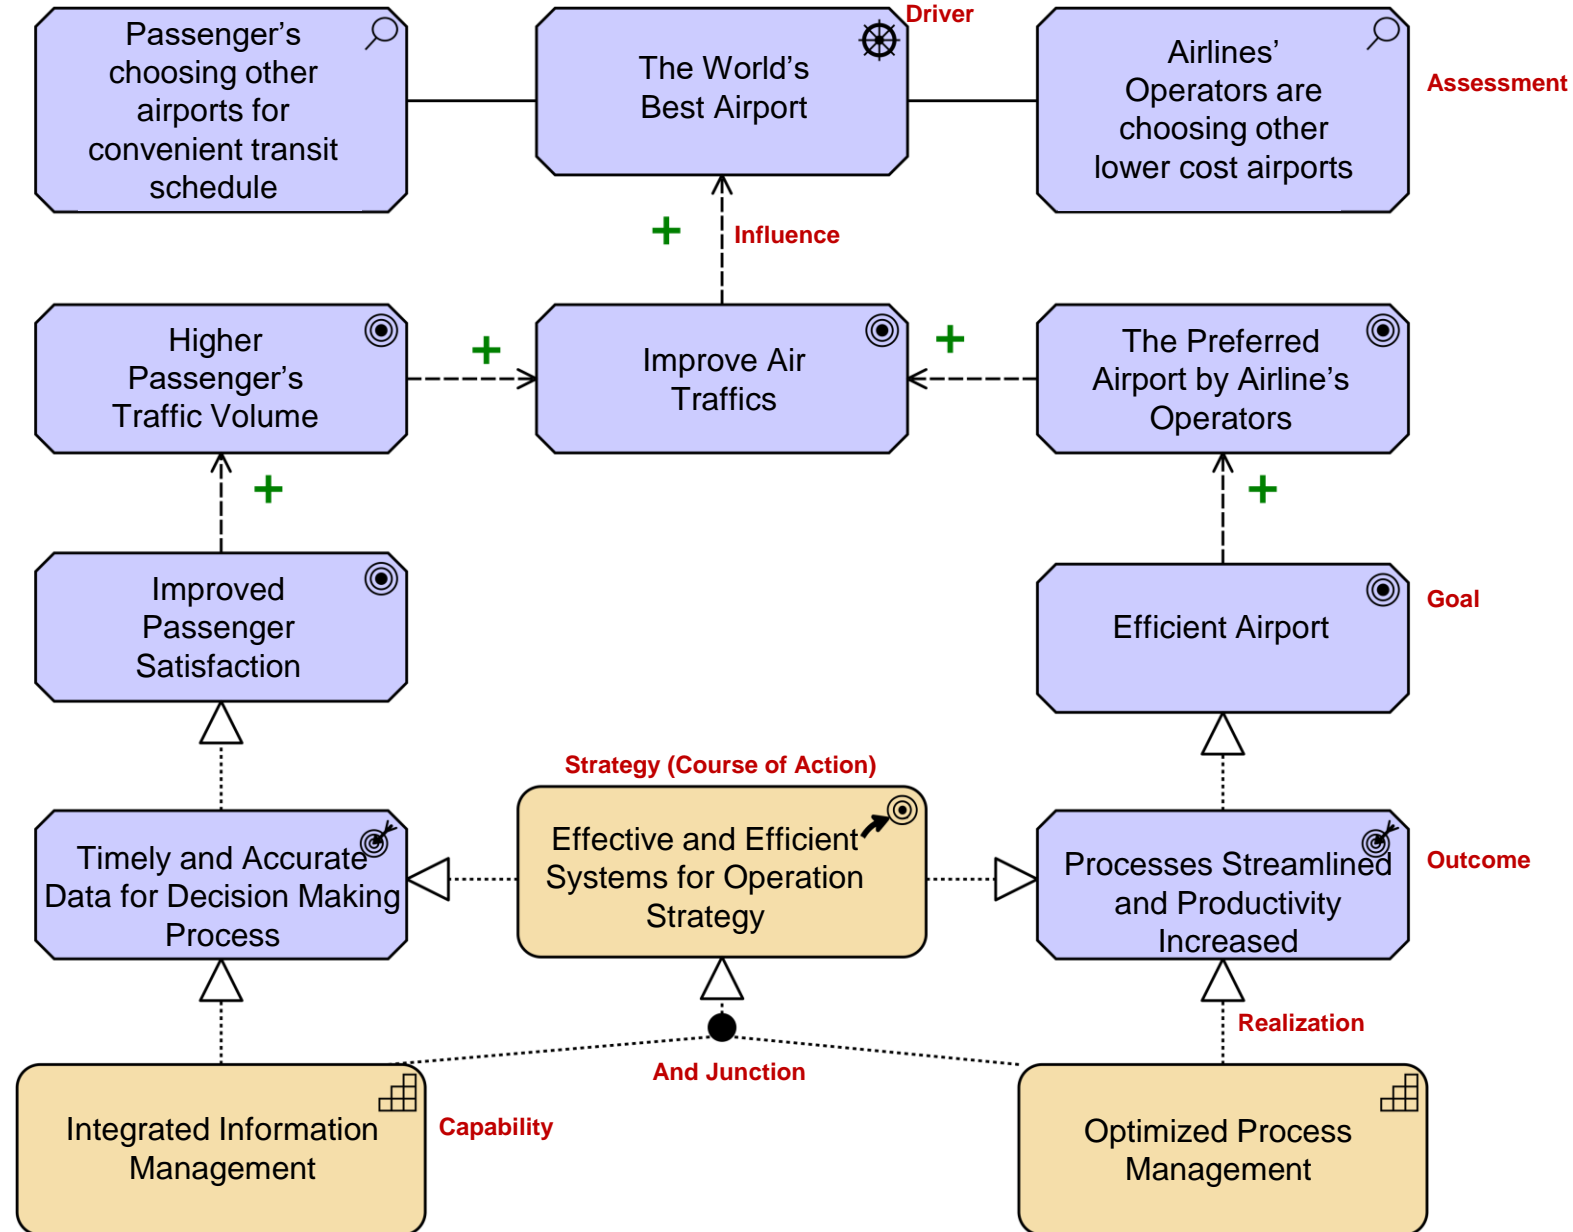 Passenger's
choosing other
airports for
convenient transit
schedule
The World's
Best Airport
Driver
Airlines'
Operators are
choosing other
lower cost airports
Assessment
+
Influence
Higher
Passenger's
Traffic Volume
+
Improve Air
Traffics
+
The Preferred
Airport by Airline's
Operators
+
+
Improved
Passenger
Satisfaction
Efficient Airport
Goal
Strategy (Course of Action)
Timely and Accurate
Data for Decision Making
Process
Effective and Efficient
Systems for Operation
Strategy
Processes Streamlined
and Productivity
Increased
Outcome
Realization
And Junction
Integrated Information
Management
Capability
Optimized Process
Management